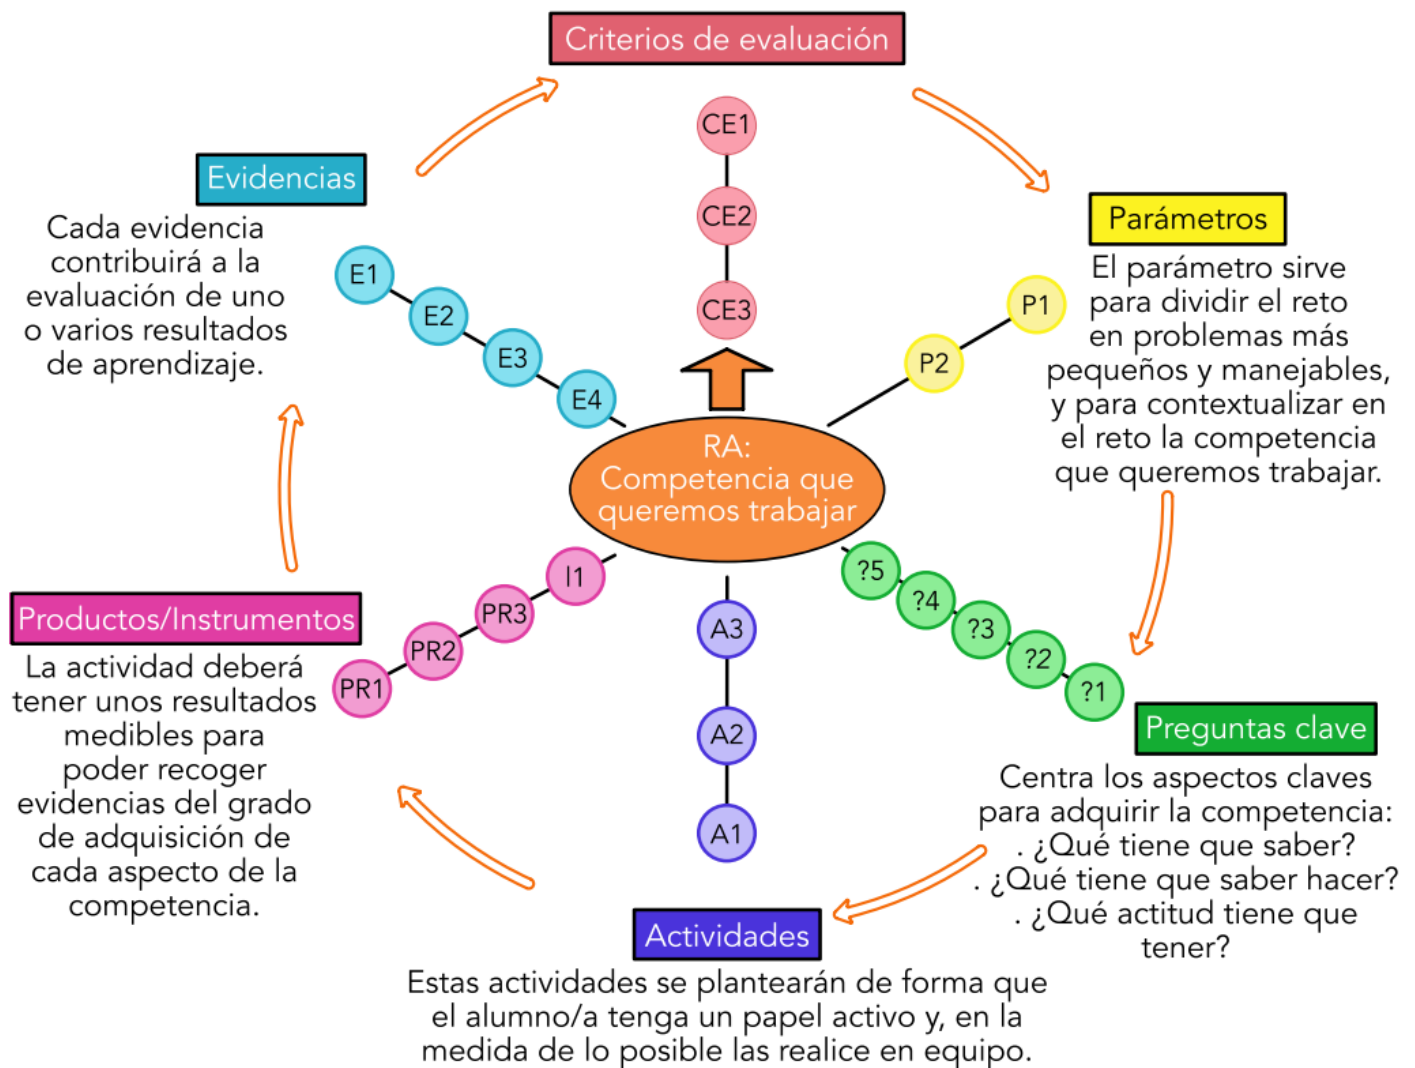 Criterios de evaluación
CE1
CE2
CE3
Evidencias
Cada evidencia
contribuirá a la
evaluación de uno
o varios resultados
de aprendizaje.
E1
E2
E3
E4
Parámetros
El parámetro sirve
para dividir el reto
en problemas más
pequeños y manejables,
y para contextualizar en
el reto la competencia
que queremos trabajar.
P1
P2
RA:
Competencia que
queremos trabajar
Productos/Instrumentos
La actividad deberá
tener unos resultados
medibles para
poder recoger
evidencias del grado
de adquisición de
cada aspecto de la
competencia.
I1
PR3
PR2
PR1
A3
A2
A1
?5
?4
?3
?2
?1
Preguntas clave
Centra los aspectos claves
para adquirir la competencia:
. ¿Qué tiene que saber?
. ¿Qué tiene que saber hacer?
. ¿Qué actitud tiene que
tener?
Actividades
Estas actividades se plantearán de forma que
el alumno/a tenga un papel activo y, en la
medida de lo posible las realice en equipo.